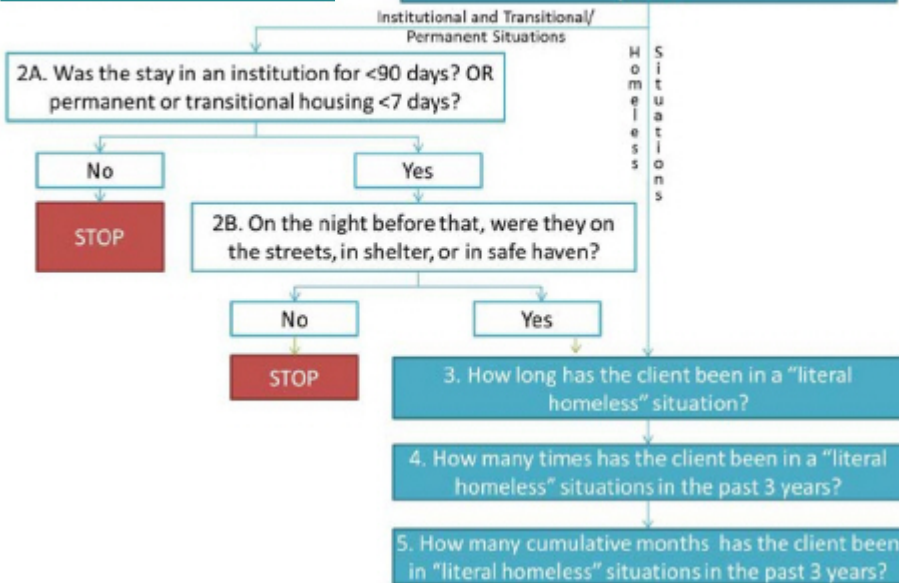 Institutional and Transitional/
Permanent Situations
Homeless
Situations
2A. Was the stay in an institution for <90 days? OR
permanent or transitional housing <7 days?
No
Yes
STOP
2B. On the night before that, were they on
the streets, in shelter, or in safe haven?
No
Yes
STOP
3. How long has the client been in a “literal
homeless” situation?
4. How many times has the client been in a “literal
homeless” situations in the past 3 years?
5. How many cumulative months has the client been
in “literal homeless” situations in the past 3 years?